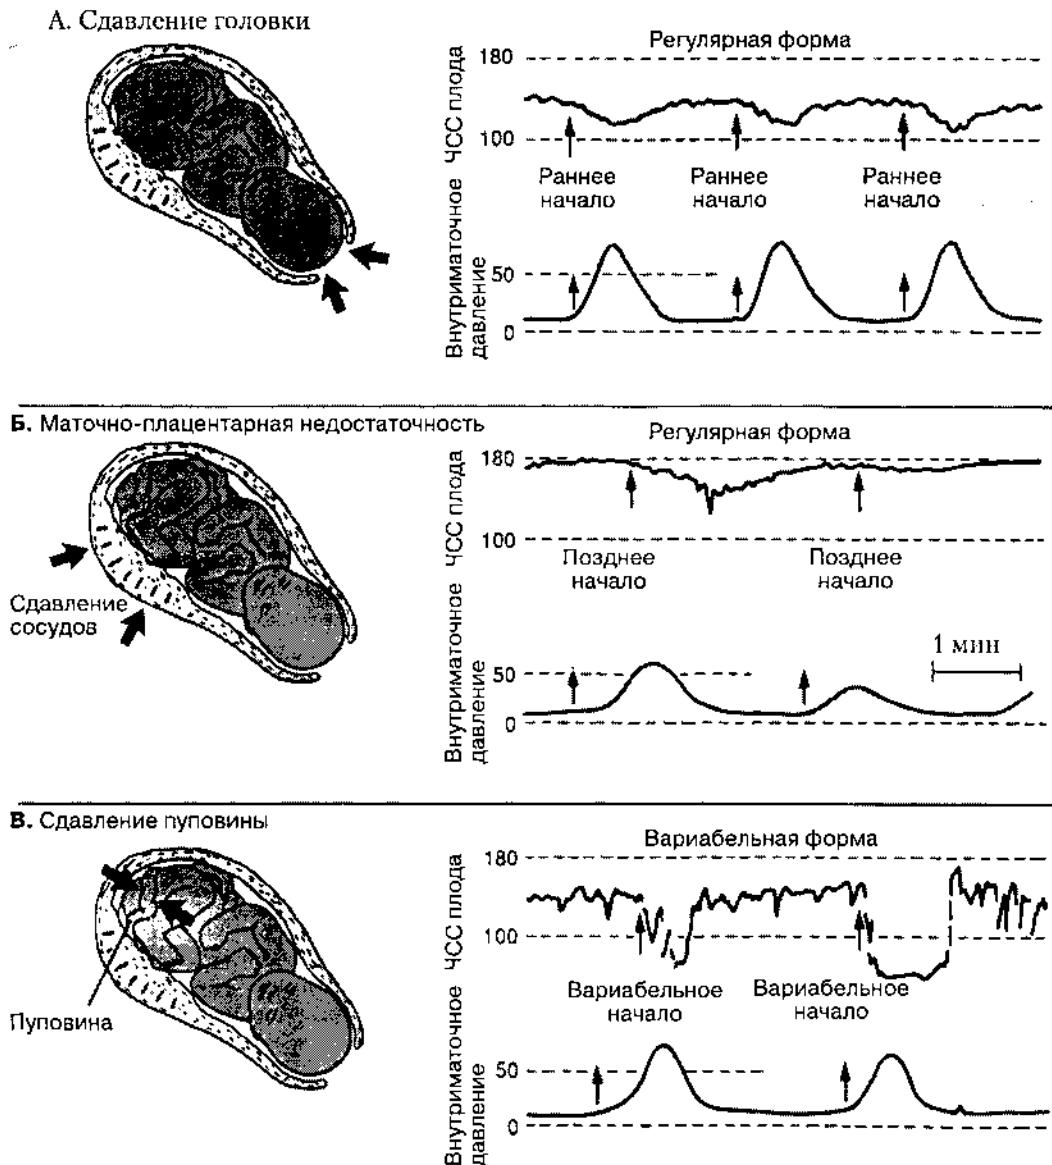 А. Сдавление головки
Регулярная форма
180
100
ЧСС плода
Раннее
начало
Раннее
начало
Раннее
начало
Внутриматочное
давление
50
0
Б. Маточно-плацентарная недостаточность
Регулярная форма
180
100
ЧСС плода
Позднее
начало
Позднее
начало
Сдавление
сосудов
Внутриматочное
давление
50
0
1 мин
В. Сдавление пуповины
Вариабельная форма
180
100
ЧСС плода
Вариабельное
начало
Вариабельное
начало
Пуповина
Внутриматочное
давление
50
0